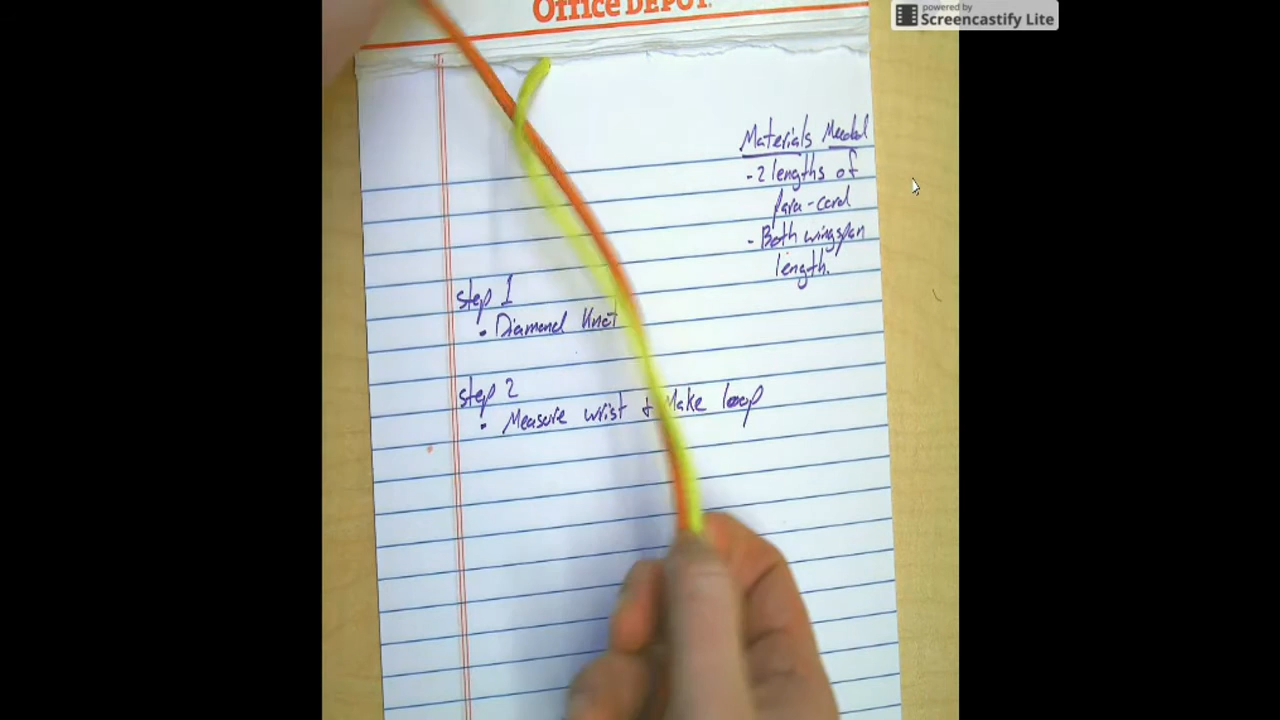 Office DEPOT.
powered by
Screencastify Lite
Materials Needed
- 2 lengths of
para-cord
- Both wingspan
length.
step 1
• Diamond Knot
step 2
• Measure wrist + Make loop